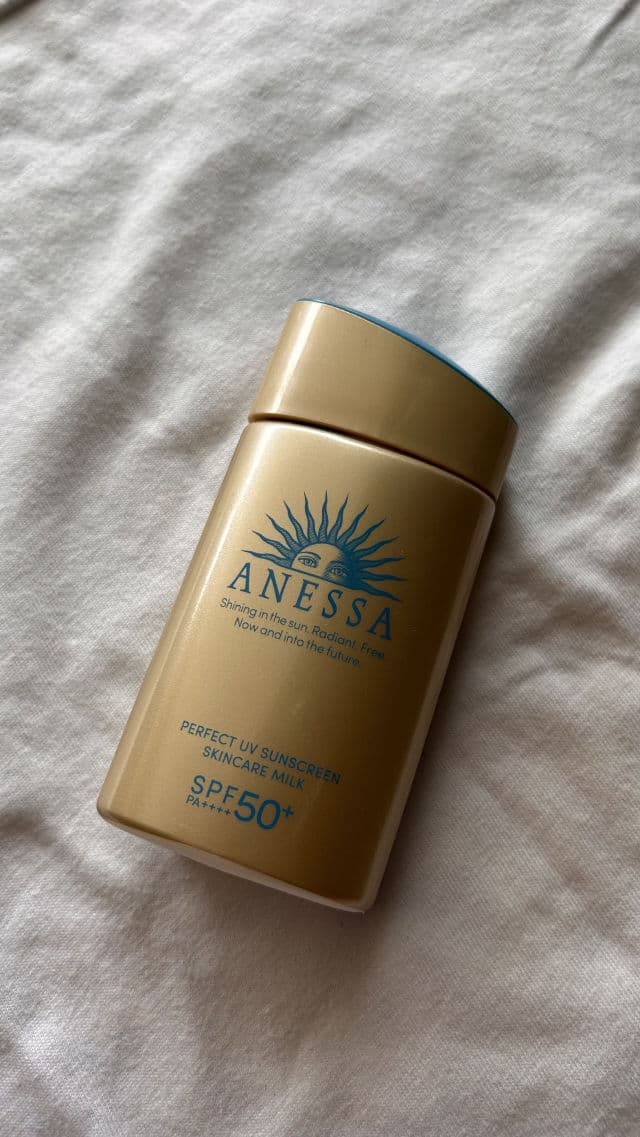 ANESSA
Shining in the sun. Radiant. Free.
Now and into the future.
PERFECT UV SUNSCREEN
SKINCARE MILK
SPF50+
PA++++